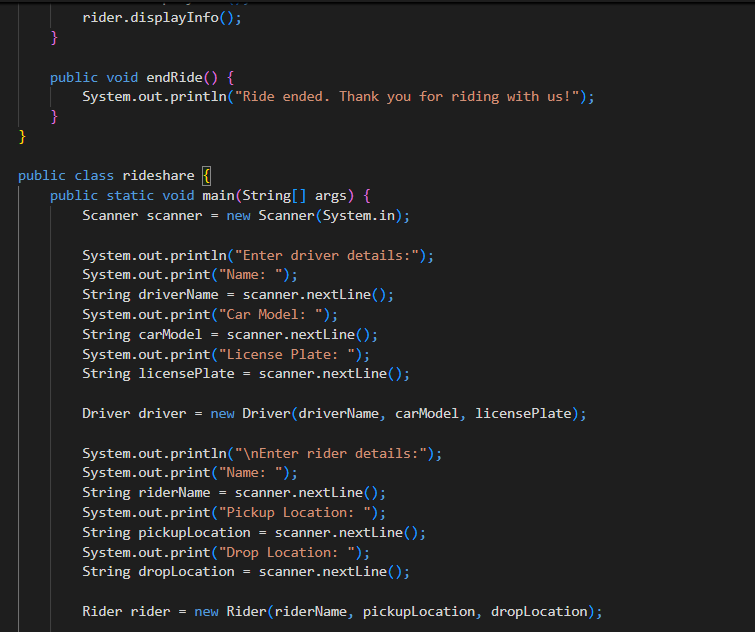 rider.displayInfo();
}
public void endRide() {
System.out.println("Ride ended. Thank you for riding with us!");
}
}
public class rideshare {
public static void main(String[] args) {
Scanner scanner = new Scanner(System.in);
System.out.println("Enter driver details:");
System.out.print("Name: ");
String driverName = scanner.nextLine();
System.out.print("Car Model: ");
String carModel = scanner.nextLine();
System.out.print("License Plate: ");
String licensePlate = scanner.nextLine();
Driver driver = new Driver(driverName, carModel, licensePlate);
System.out.println("\nEnter rider details:");
System.out.print("Name: ");
String riderName = scanner.nextLine();
System.out.print("Pickup Location: ");
String pickupLocation = scanner.nextLine();
System.out.print("Drop Location: ");
String dropLocation = scanner.nextLine();
Rider rider = new Rider(riderName, pickupLocation, dropLocation);